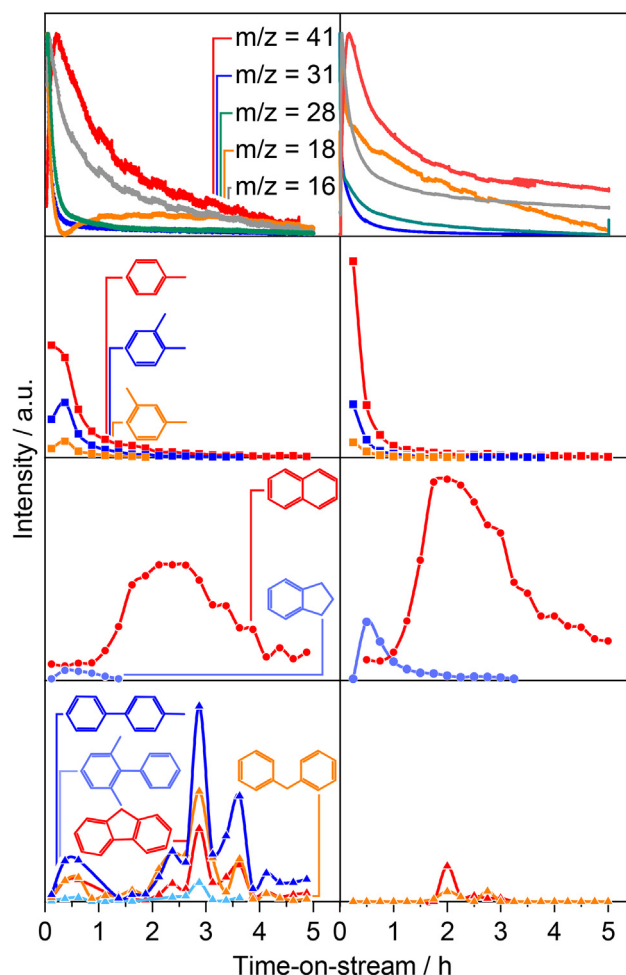 m/z = 41
m/z = 31
m/z = 28
m/z = 18
m/z = 16
Intensity / a.u.
0 1 2 3 4 5 0 1 2 3 4 5
Time-on-stream / h